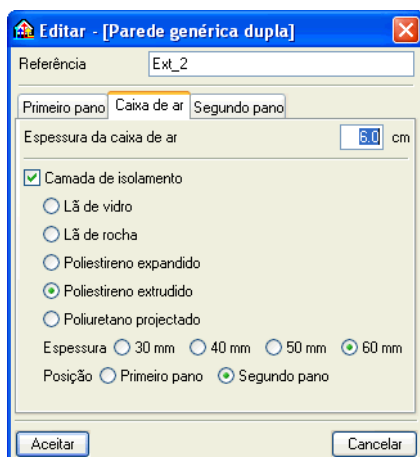 Editar - [Parede genérica dupla]
Referência Ext_2
Primeiro pano Caixa de ar Segundo pano
Espessura da caixa de ar 6.0 cm
Camada de isolamento
Lã de vidro
Lã de rocha
Poliestireno expandido
Poliestireno extrudido
Poliuretano projectado
Espessura 30 mm 40 mm 50 mm 60 mm
Posição Primeiro pano Segundo pano
Aceitar Cancelar